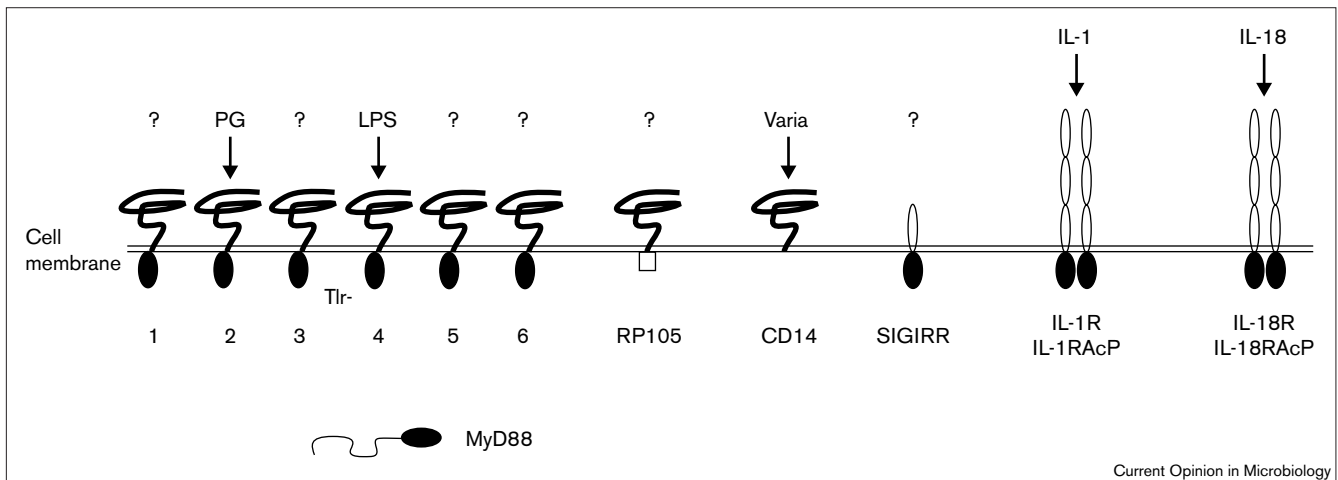 IL-1 IL-18
? PG ? LPS ? ? ? Varia ?
Cell
membrane
Tlr-
1 2 3 4 5 6 RP105 CD14 SIGIRR IL-1R IL-18R
IL-1RAcP IL-18RAcP
MyD88
Current Opinion in Microbiology